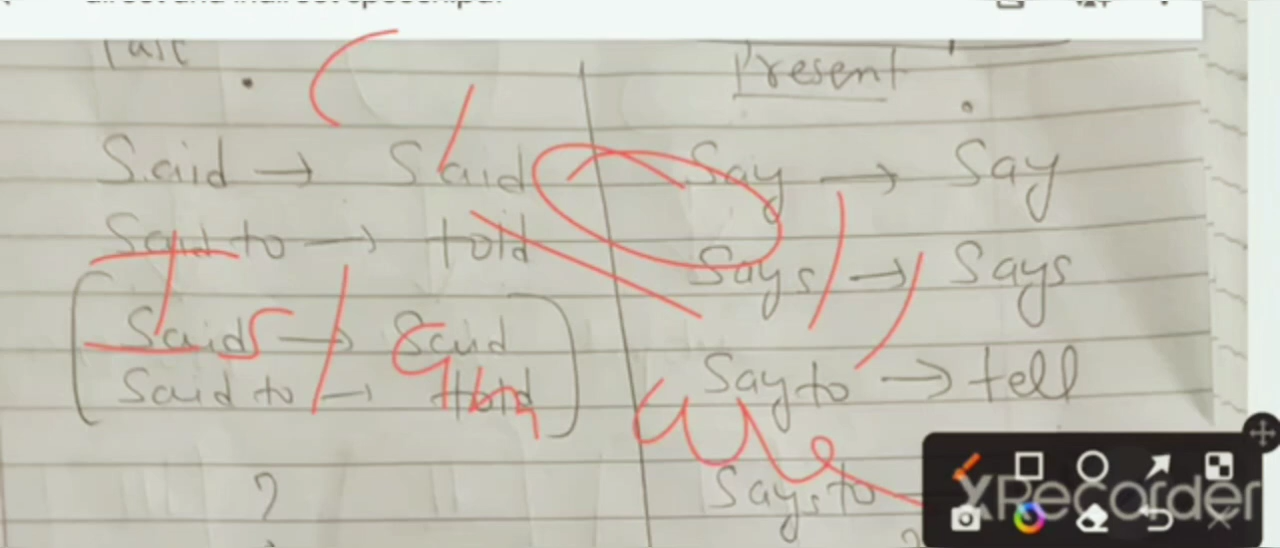 Present
Said → Said
Said to → told
Said → Said
Said to → told
?
Say → Say
Says → Says
Say to → tell
Says to
XRecorder